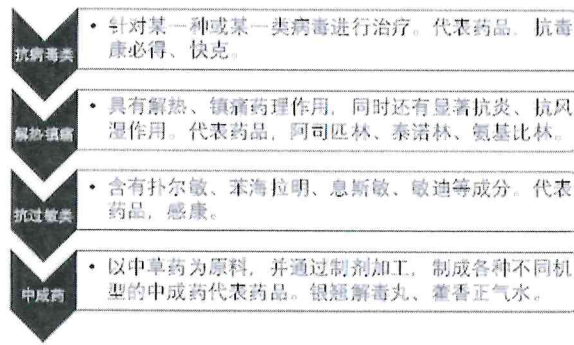 抗病毒类
• 针对某一种或某一类病毒进行治疗。代表药品，抗毒
康必得、快克。
解热镇痛
• 具有解热、镇痛药理作用，同时还有显著抗炎、抗风
湿作用。代表药品，阿司匹林、泰诺林、氨基比林。
抗过敏类
• 含有扑尔敏、苯海拉明、息斯敏、敏迪等成分。代表
药品，感康。
中成药
• 以中草药为原料，并通过制剂加工，制成各种不同机
型的中成药代表药品。银翘解毒丸、藿香正气水。